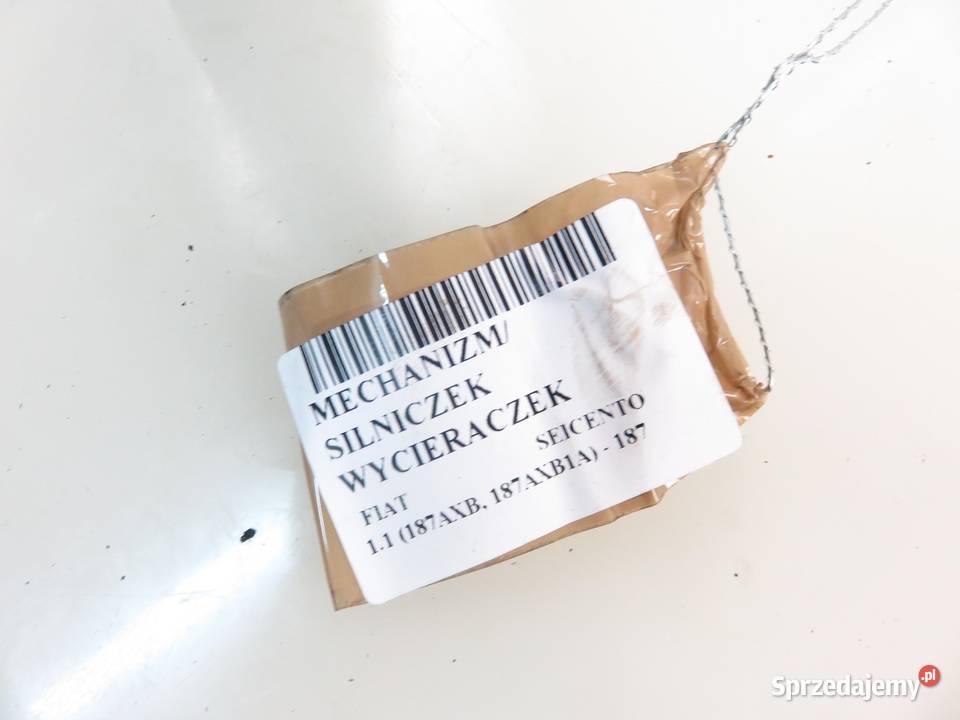 MECHANIZM/
SILNICZEK
WYCIERACZEK
FIAT SEICENTO
1.1 (187AXB, 187AXB1A) - 187
Sprzedajemy.pl